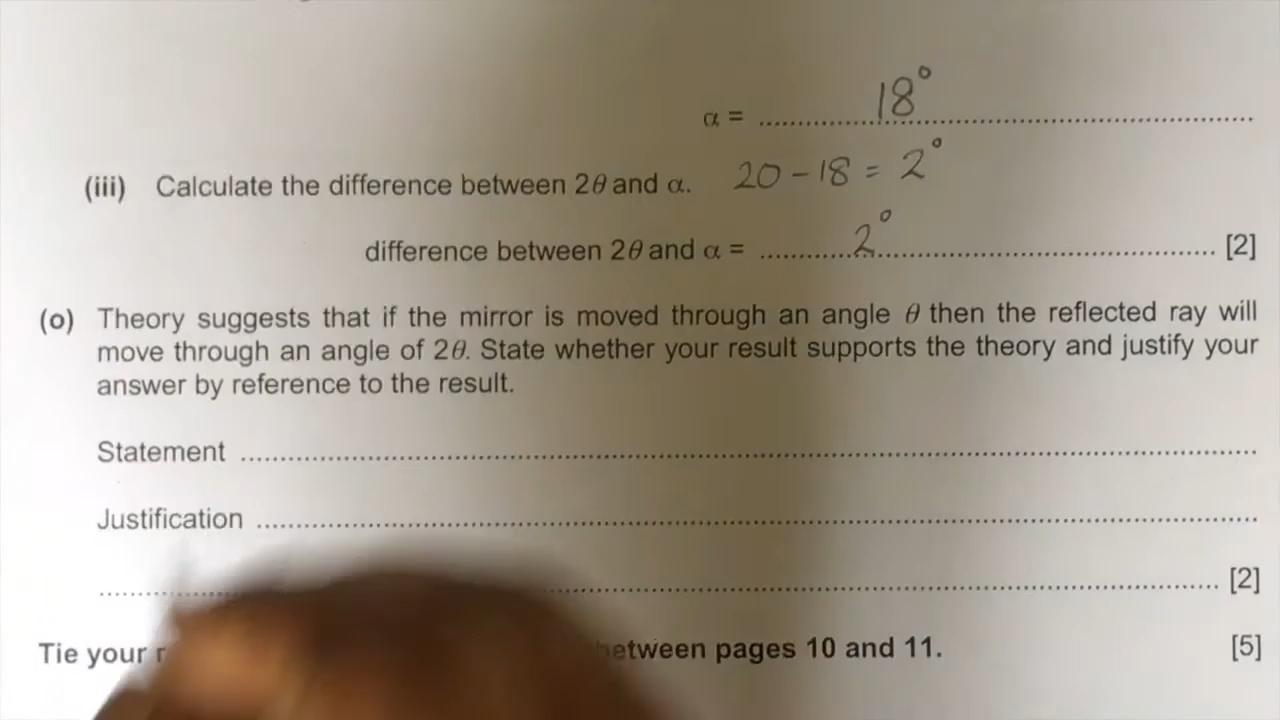 α = .................... 18°
(iii) Calculate the difference between 2θ and α. 20 - 18 = 2°
difference between 2θ and α = .......... 2° .................... [2]
(o) Theory suggests that if the mirror is moved through an angle θ then the reflected ray will
move through an angle of 2θ. State whether your result supports the theory and justify your
answer by reference to the result.
Statement ....................
Justification ....................
.................... [2]
Tie your between pages 10 and 11. [5]